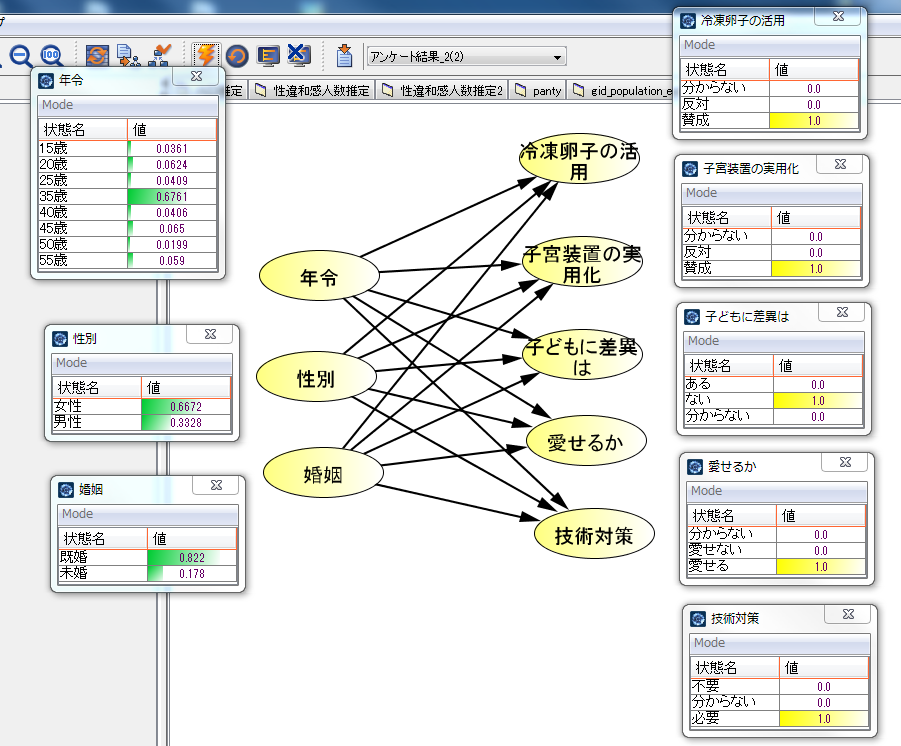 プ
100
アンケート結果_2(2)
推定
性違和感人数推定
性違和感人数推定2
panty
gid_population_e
年令
Mode
状態名 値
15歳 0.0361
20歳 0.0624
25歳 0.0409
35歳 0.6761
40歳 0.0406
45歳 0.065
50歳 0.0199
55歳 0.059
性別
Mode
状態名 値
女性 0.6672
男性 0.3328
婚姻
Mode
状態名 値
既婚 0.822
未婚 0.178
年令
性別
婚姻
冷凍卵子の活
用
子宮装置の実
用化
子どもに差異
は
愛せるか
技術対策
冷凍卵子の活用
Mode
状態名 値
分からない 0.0
反対 0.0
賛成 1.0
子宮装置の実用化
Mode
状態名 値
分からない 0.0
反対 0.0
賛成 1.0
子どもに差異は
Mode
状態名 値
ある 0.0
ない 1.0
分からない 0.0
愛せるか
Mode
状態名 値
分からない 0.0
愛せない 0.0
愛せる 1.0
技術対策
Mode
状態名 値
不要 0.0
分からない 0.0
必要 1.0